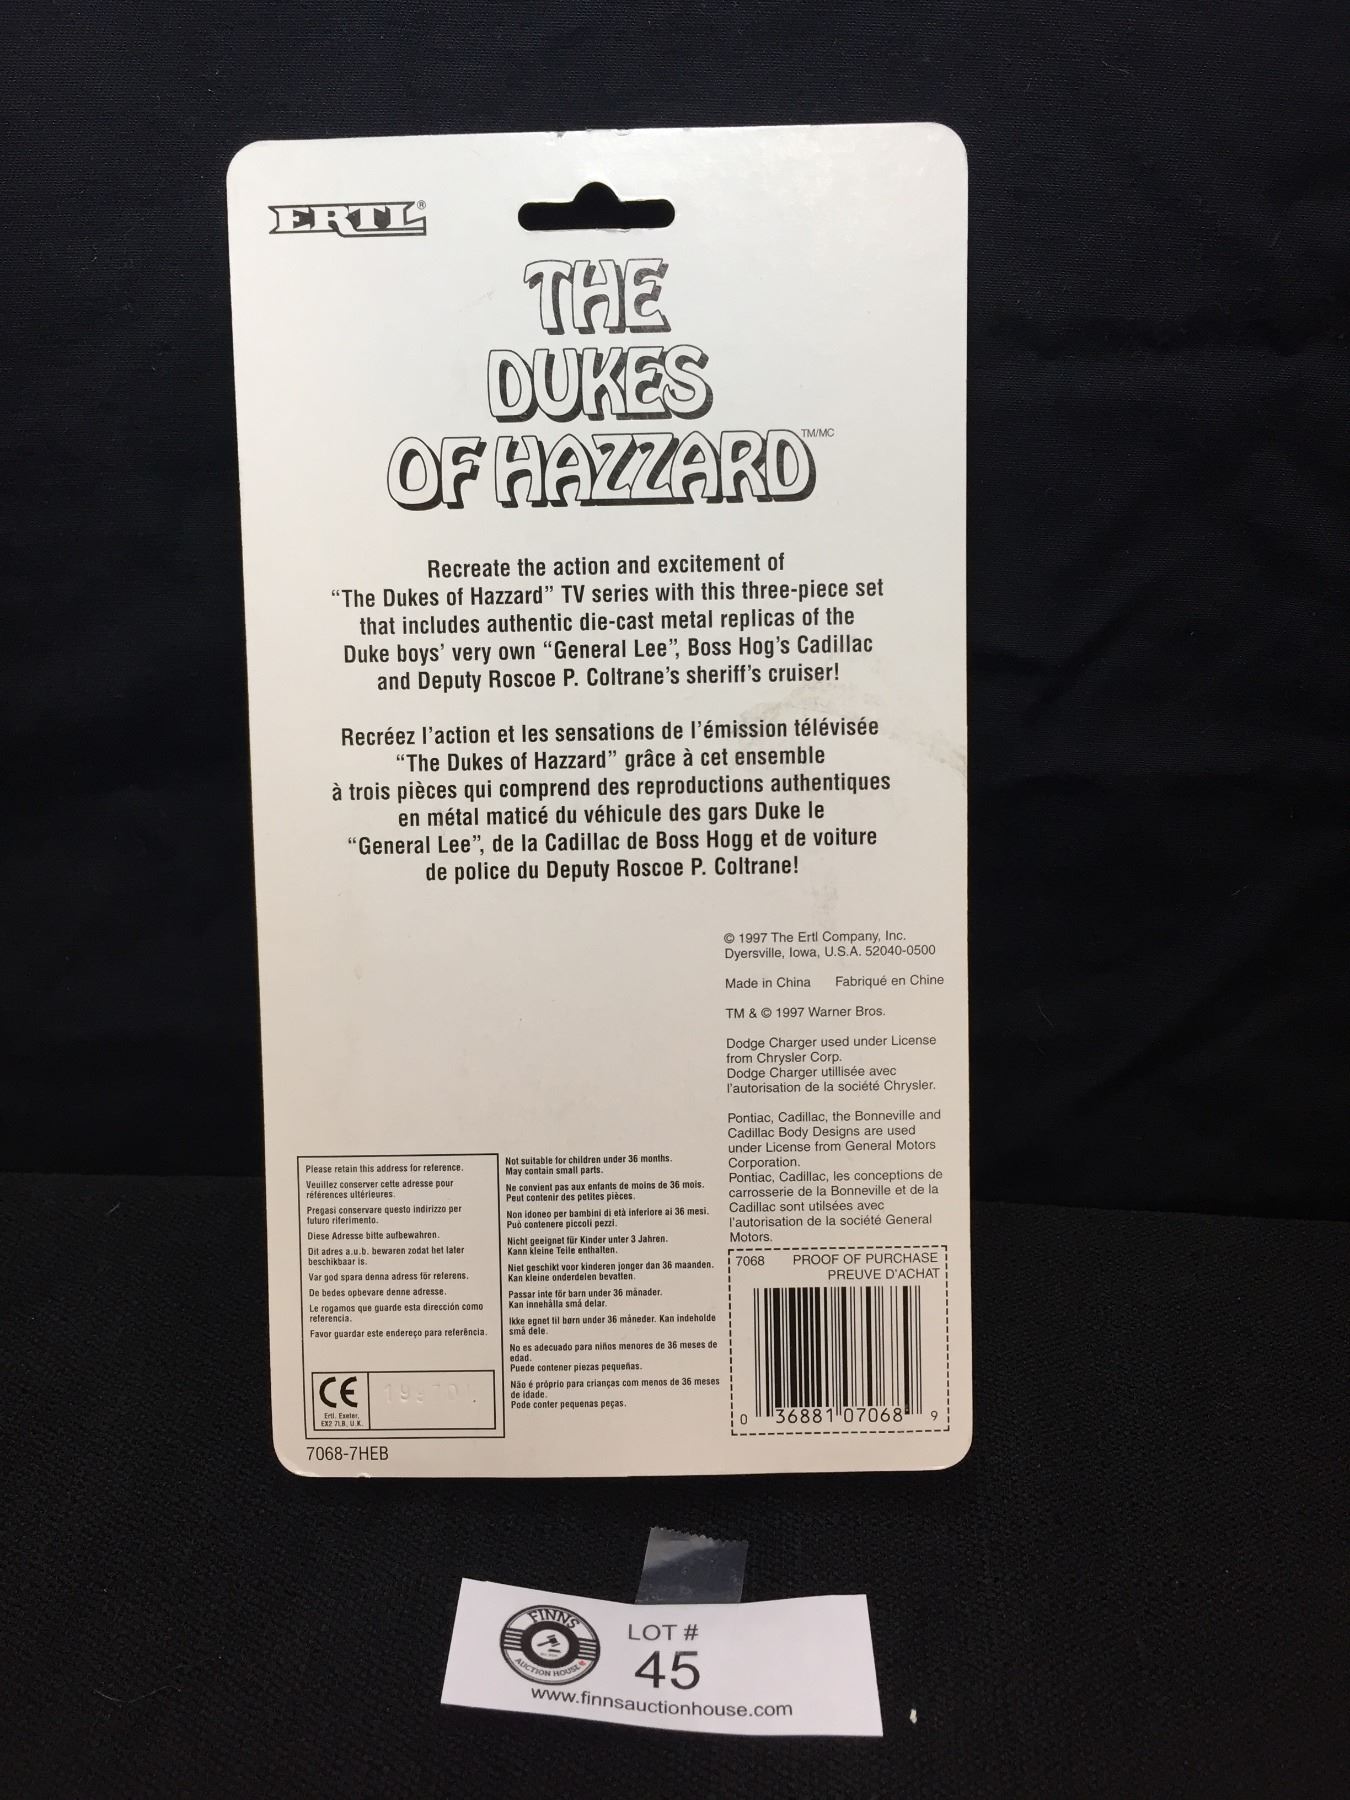 ERTL®
THE
DUKES
OF HAZZARD TM/MC
Recreate the action and excitement of
“The Dukes of Hazzard” TV series with this three-piece set
that includes authentic die-cast metal replicas of the
Duke boys’ very own “General Lee”, Boss Hog’s Cadillac
and Deputy Roscoe P. Coltrane’s sheriff’s cruiser!
Recréez l’action et les sensations de l’émission télévisée
“The Dukes of Hazzard” grâce à cet ensemble
à trois pièces qui comprend des reproductions authentiques
en métal maticé du véhicule des gars Duke le
“General Lee”, de la Cadillac de Boss Hogg et de voiture
de police du Deputy Roscoe P. Coltrane!
© 1997 The Ertl Company, Inc.
Dyersville, Iowa, U.S.A. 52040-0500
Made in China Fabriqué en Chine
TM & © 1997 Warner Bros.
Dodge Charger used under License
from Chrysler Corp.
Dodge Charger utillisée avec
l’autorisation de la société Chrysler.
Pontiac, Cadillac, the Bonneville and
Cadillac Body Designs are used
under License from General Motors
Corporation.
Pontiac, Cadillac, les conceptions de
carrosserie de la Bonneville et de la
Cadillac sont utilsées avec
l’autorisation de la société General
Motors.
Please retain this address for reference.
Veuillez conserver cette adresse pour
références ultérieures.
Pregasi conservare questo indirizzo per
futuro riferimento.
Diese Adresse bitte aufbewahren.
Dit adres a.u.b. bewaren zodat het later
beschikbaar is.
Var god spara denna adress för referens.
De bedes opbevare denne adresse.
Le rogamos que guarde esta dirección como
referencia.
Favor guardar este endereço para referência.
CE
Ertl, Exeter,
EX2 7LB, U.K.
7068-7HEB
Not suitable for children under 36 months.
May contain small parts.
Ne convient pas aux enfants de moins de 36 mois.
Peut contenir des petites pièces.
Non idoneo per bambini di età inferiore ai 36 mesi.
Può contenere piccoli pezzi.
Nicht geeignet für Kinder unter 3 Jahren.
Kann kleine Teile enthalten.
Niet geschikt voor kinderen jonger dan 36 maanden.
Kan kleine onderdelen bevatten.
Passar inte för barn under 36 månader.
Kan innehålla små delar.
Ikke egnet til børn under 36 måneder. Kan indeholde
små dele.
No es adecuado para niños menores de 36 meses de
edad.
Puede contener piezas pequeñas.
Não é próprio para crianças com menos de 36 meses
de idade.
Pode conter pequenas peças.
7068 PROOF OF PURCHASE
PREUVE D’ACHAT
0 36881 07068 9
FINNS
AUCTION HOUSE
LOT #
45
www.finnsauctionhouse.com